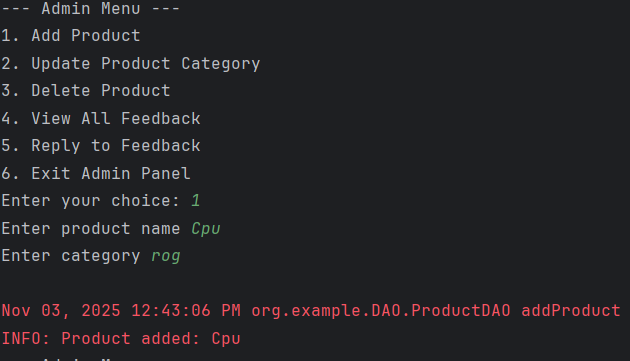 --- Admin Menu ---
1. Add Product
2. Update Product Category
3. Delete Product
4. View All Feedback
5. Reply to Feedback
6. Exit Admin Panel
Enter your choice: 1
Enter product name Cpu
Enter category rog
Nov 03, 2025 12:43:06 PM org.example.DAO.ProductDAO addProduct
INFO: Product added: Cpu